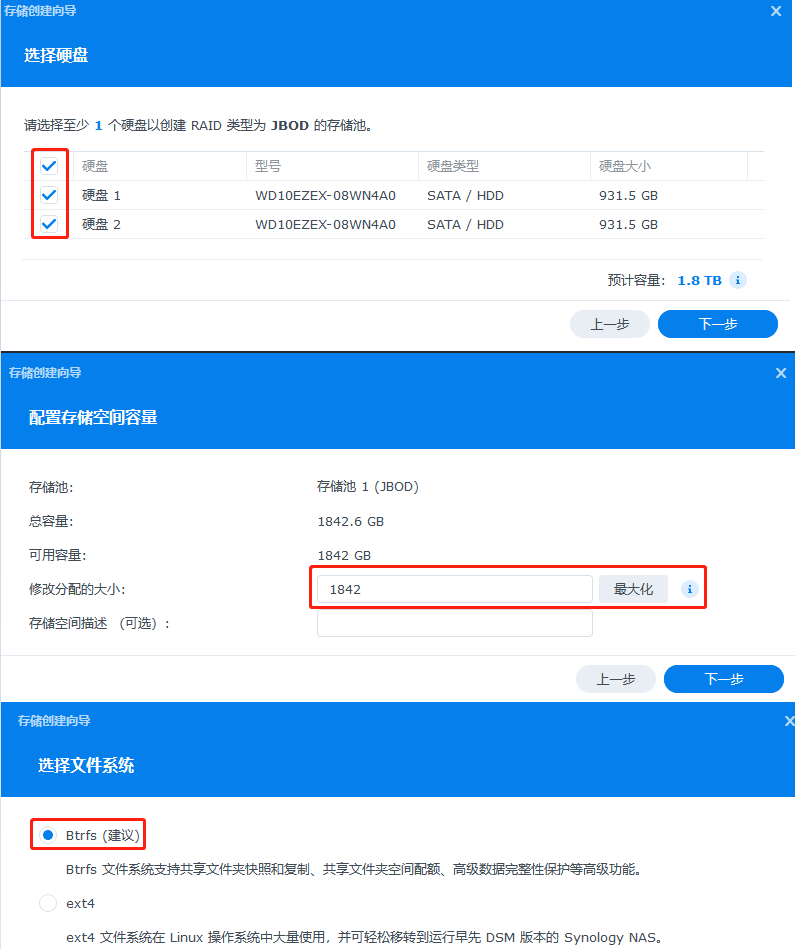 存储创建向导
选择硬盘
请选择至少 1 个硬盘以创建 RAID 类型为 JBOD 的存储池。
硬盘 型号 硬盘类型 硬盘大小
硬盘 1 WD10EZEX-08WN4A0 SATA / HDD 931.5 GB
硬盘 2 WD10EZEX-08WN4A0 SATA / HDD 931.5 GB
预计容量: 1.8 TB i
上一步 下一步
存储创建向导
配置存储空间容量
存储池: 存储池 1 (JBOD)
总容量: 1842.6 GB
可用容量: 1842 GB
修改分配的大小: 1842 最大化 i
存储空间描述 （可选）:
上一步 下一步
存储创建向导
选择文件系统
Btrfs (建议)
Btrfs 文件系统支持共享文件夹快照和复制、共享文件夹空间配额、高级数据完整性保护等高级功能。
ext4
ext4 文件系统在 Linux 操作系统中大量使用，并可轻松移转到运行早先 DSM 版本的 Synology NAS。